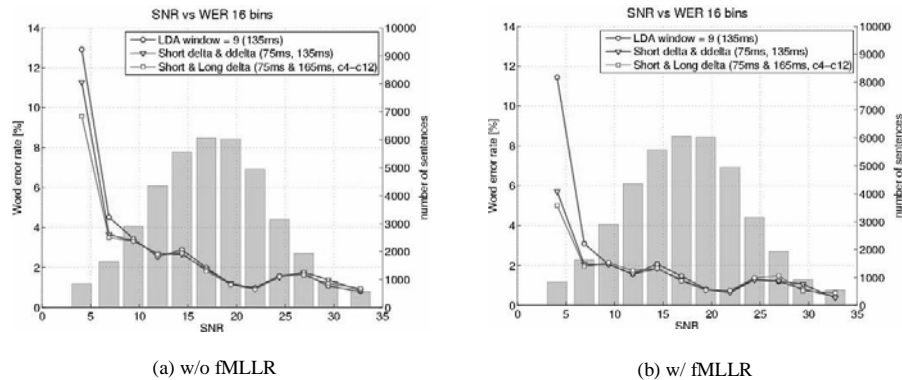 SNR vs WER 16 bins
LDA window = 9 (135ms)
Short delta & ddelta (75ms, 135ms)
Short & Long delta (75ms & 165ms, c4-c12)
Word error rate [%]
number of sentences
14
12
10
8
6
4
2
0
10000
9000
8000
7000
6000
5000
4000
3000
2000
1000
0
0 5 10 15 20 25 30 35
SNR
(a) w/o fMLLR
SNR vs WER 16 bins
LDA window = 9 (135ms)
Short delta & ddelta (75ms, 135ms)
Short & Long delta (75ms & 165ms, c4-c12)
Word error rate [%]
number of sentences
14
12
10
8
6
4
2
0
10000
9000
8000
7000
6000
5000
4000
3000
2000
1000
0
0 5 10 15 20 25 30 35
SNR
(b) w/ fMLLR